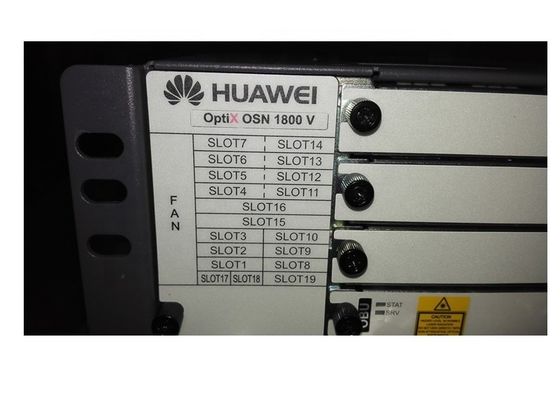 HUAWEI
OptiX OSN 1800 V
FAN
SLOT7 SLOT14
SLOT6 SLOT13
SLOT5 SLOT12
SLOT4 SLOT11
SLOT16
SLOT15
SLOT3 SLOT10
SLOT2 SLOT9
SLOT1 SLOT8
SLOT17 SLOT18 SLOT19
OBU
STAT
SRV